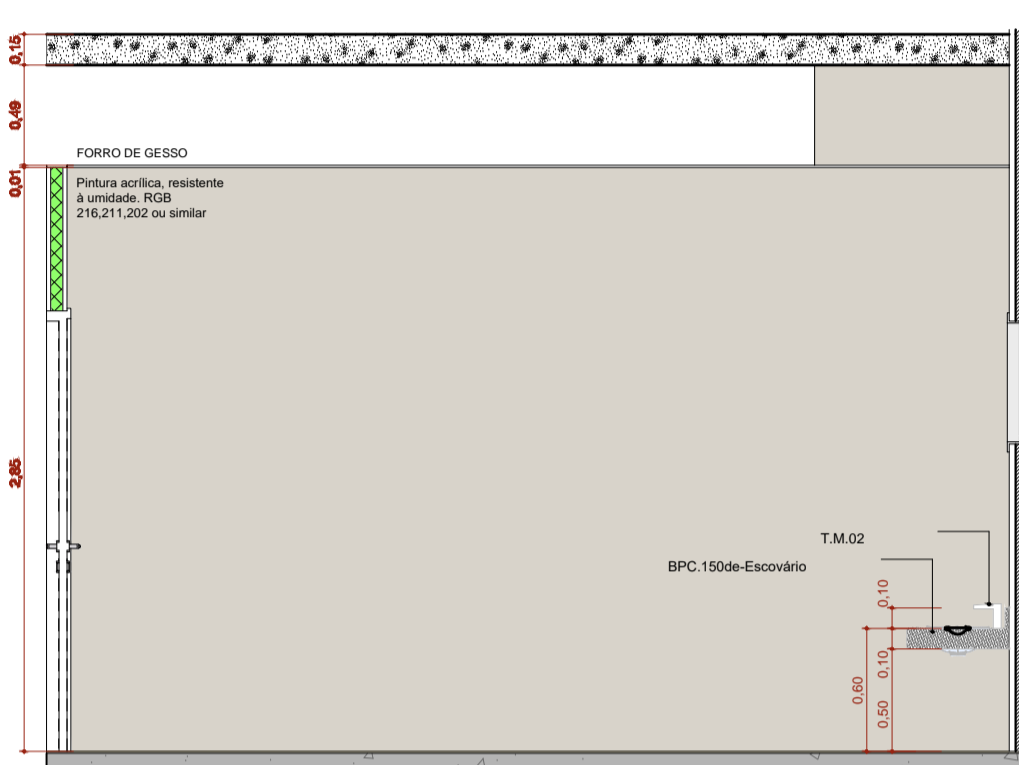 0,15
0,49
FORRO DE GESSO
0,01
Pintura acrílica, resistente
à umidade. RGB
216,211,202 ou similar
2,85
T.M.02
BPC.150de-Escovário
0,10
0,10
0,60
0,50